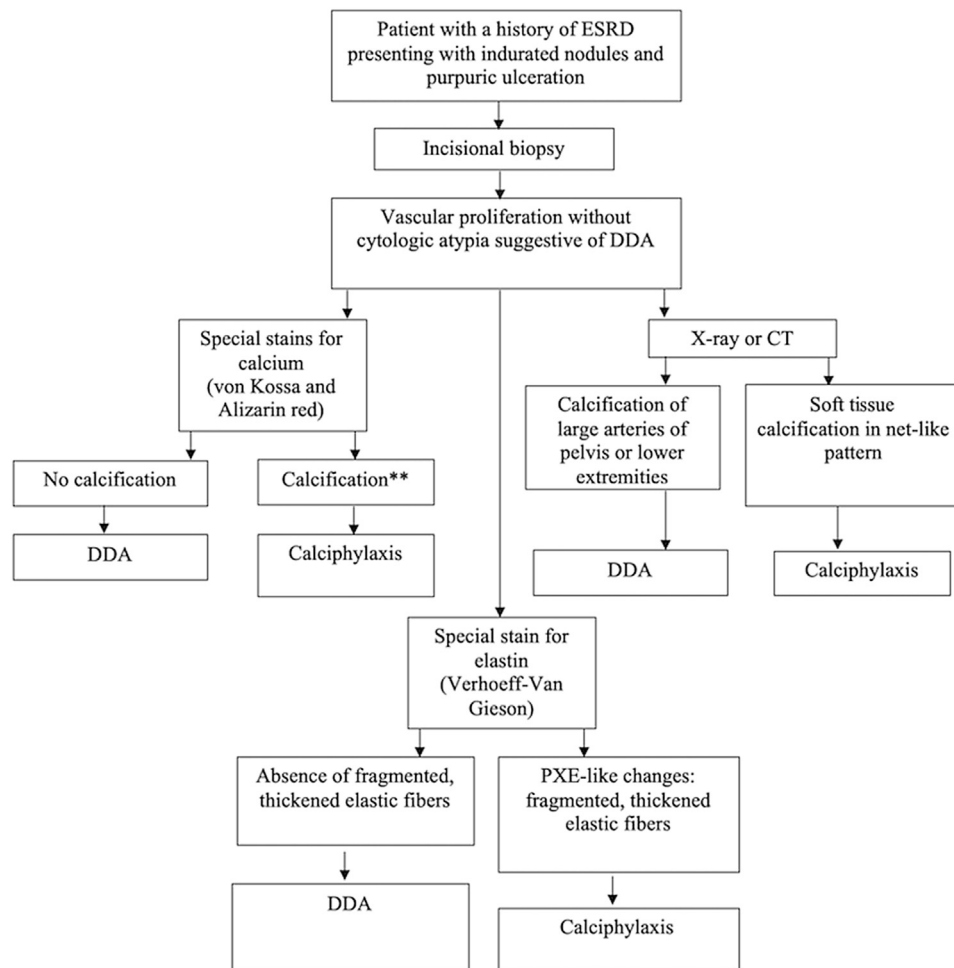 Patient with a history of ESRD
presenting with indurated nodules and
purpuric ulceration
Incisional biopsy
Vascular proliferation without
cytologic atypia suggestive of DDA
Special stains for
calcium
(von Kossa and
Alizarin red)
X-ray or CT
No calcification
Calcification**
Calcification of
large arteries of
pelvis or lower
extremities
Soft tissue
calcification in net-like
pattern
DDA
Calciphylaxis
DDA
Calciphylaxis
Special stain for
elastin
(Verhoeff-Van
Gieson)
Absence of fragmented,
thickened elastic fibers
PXE-like changes:
fragmented, thickened
elastic fibers
DDA
Calciphylaxis